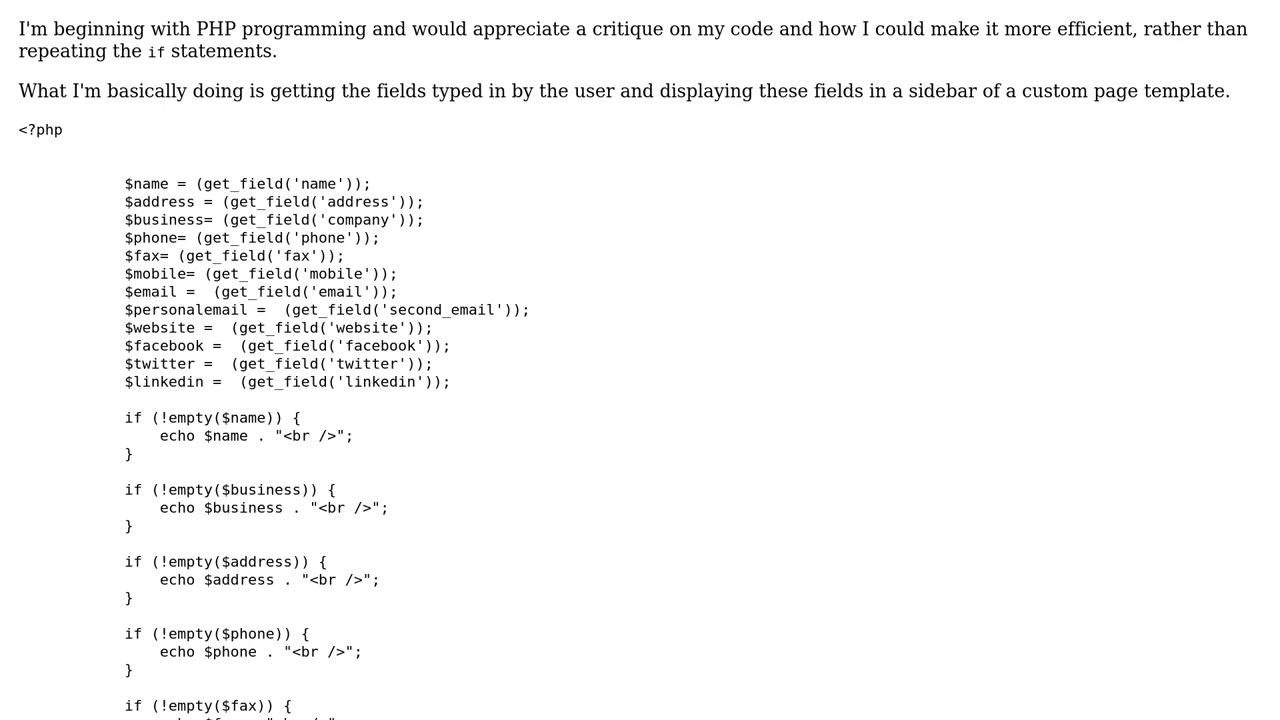 I'm beginning with PHP programming and would appreciate a critique on my code and how I could make it more efficient, rather than
repeating the if statements.
What I'm basically doing is getting the fields typed in by the user and displaying these fields in a sidebar of a custom page template.
<?php
$name = (get_field('name'));
$address = (get_field('address'));
$business= (get_field('company'));
$phone= (get_field('phone'));
$fax= (get_field('fax'));
$mobile= (get_field('mobile'));
$email =  (get_field('email'));
$personalemail =  (get_field('second_email'));
$website =  (get_field('website'));
$facebook =  (get_field('facebook'));
$twitter =  (get_field('twitter'));
$linkedin =  (get_field('linkedin'));
if (!empty($name)) {
    echo $name . "<br />";
}
if (!empty($business)) {
    echo $business . "<br />";
}
if (!empty($address)) {
    echo $address . "<br />";
}
if (!empty($phone)) {
    echo $phone . "<br />";
}
if (!empty($fax)) {